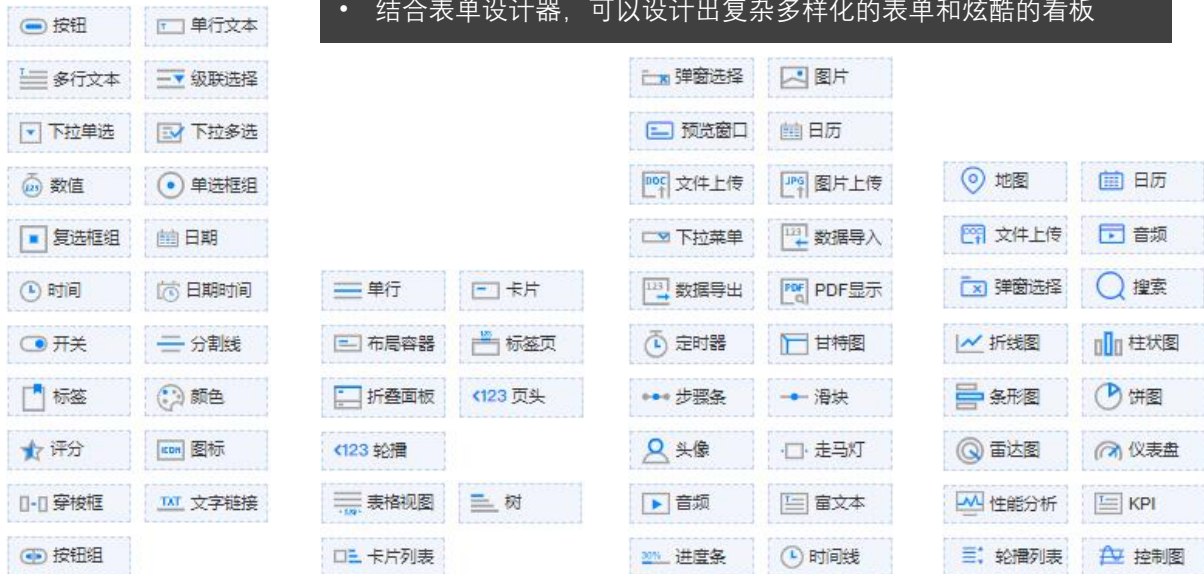 • 结合表单设计器，可以设计出复杂多样化的表单和炫酷的看板
按钮
单行文本
多行文本
级联选择
下拉单选
下拉多选
数值
单选框组
复选框组
日期
时间
日期时间
开关
分割线
标签
颜色
评分
ICON 图标
穿梭框
TXT 文字链接
按钮组
单行
卡片
布局容器
标签页
折叠面板
<123 页头
<123 轮播
表格视图
树
卡片列表
弹窗选择
图片
预览窗口
日历
DOC 文件上传
JPG 图片上传
下拉菜单
123 数据导入
123 数据导出
PDF PDF显示
定时器
甘特图
步骤条
滑块
头像
走马灯
音频
富文本
30% 进度条
时间线
地图
日历
DOC 文件上传
音频
弹窗选择
搜索
折线图
柱状图
条形图
饼图
雷达图
仪表盘
性能分析
KPI
轮播列表
控制图